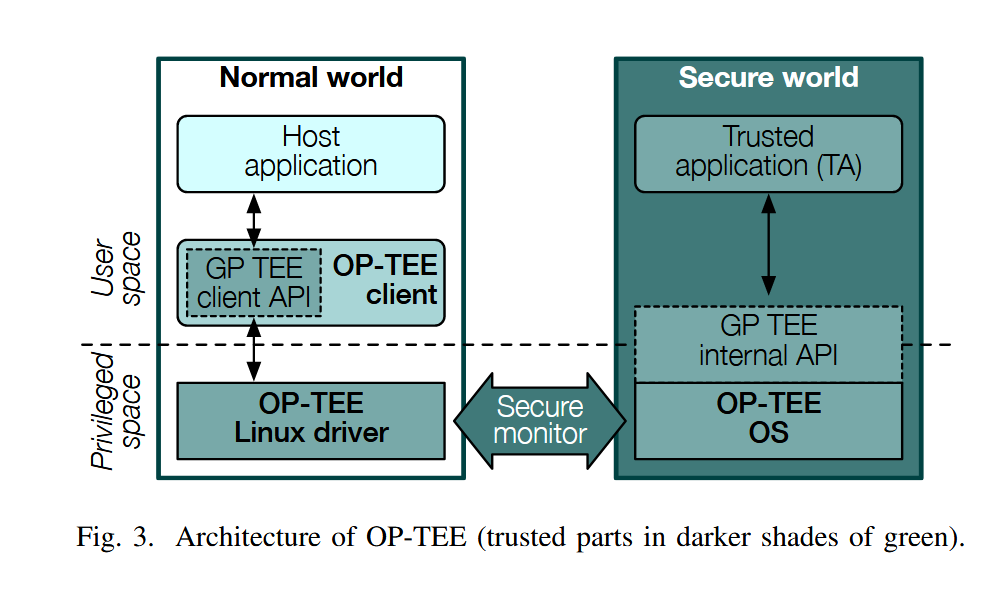 Normal world
Host
application
GP TEE
client API
OP-TEE
client
OP-TEE
Linux driver
User
space
Privileged
space
Secure
monitor
Secure world
Trusted
application (TA)
GP TEE
internal API
OP-TEE
OS
Fig. 3. Architecture of OP-TEE (trusted parts in darker shades of green).